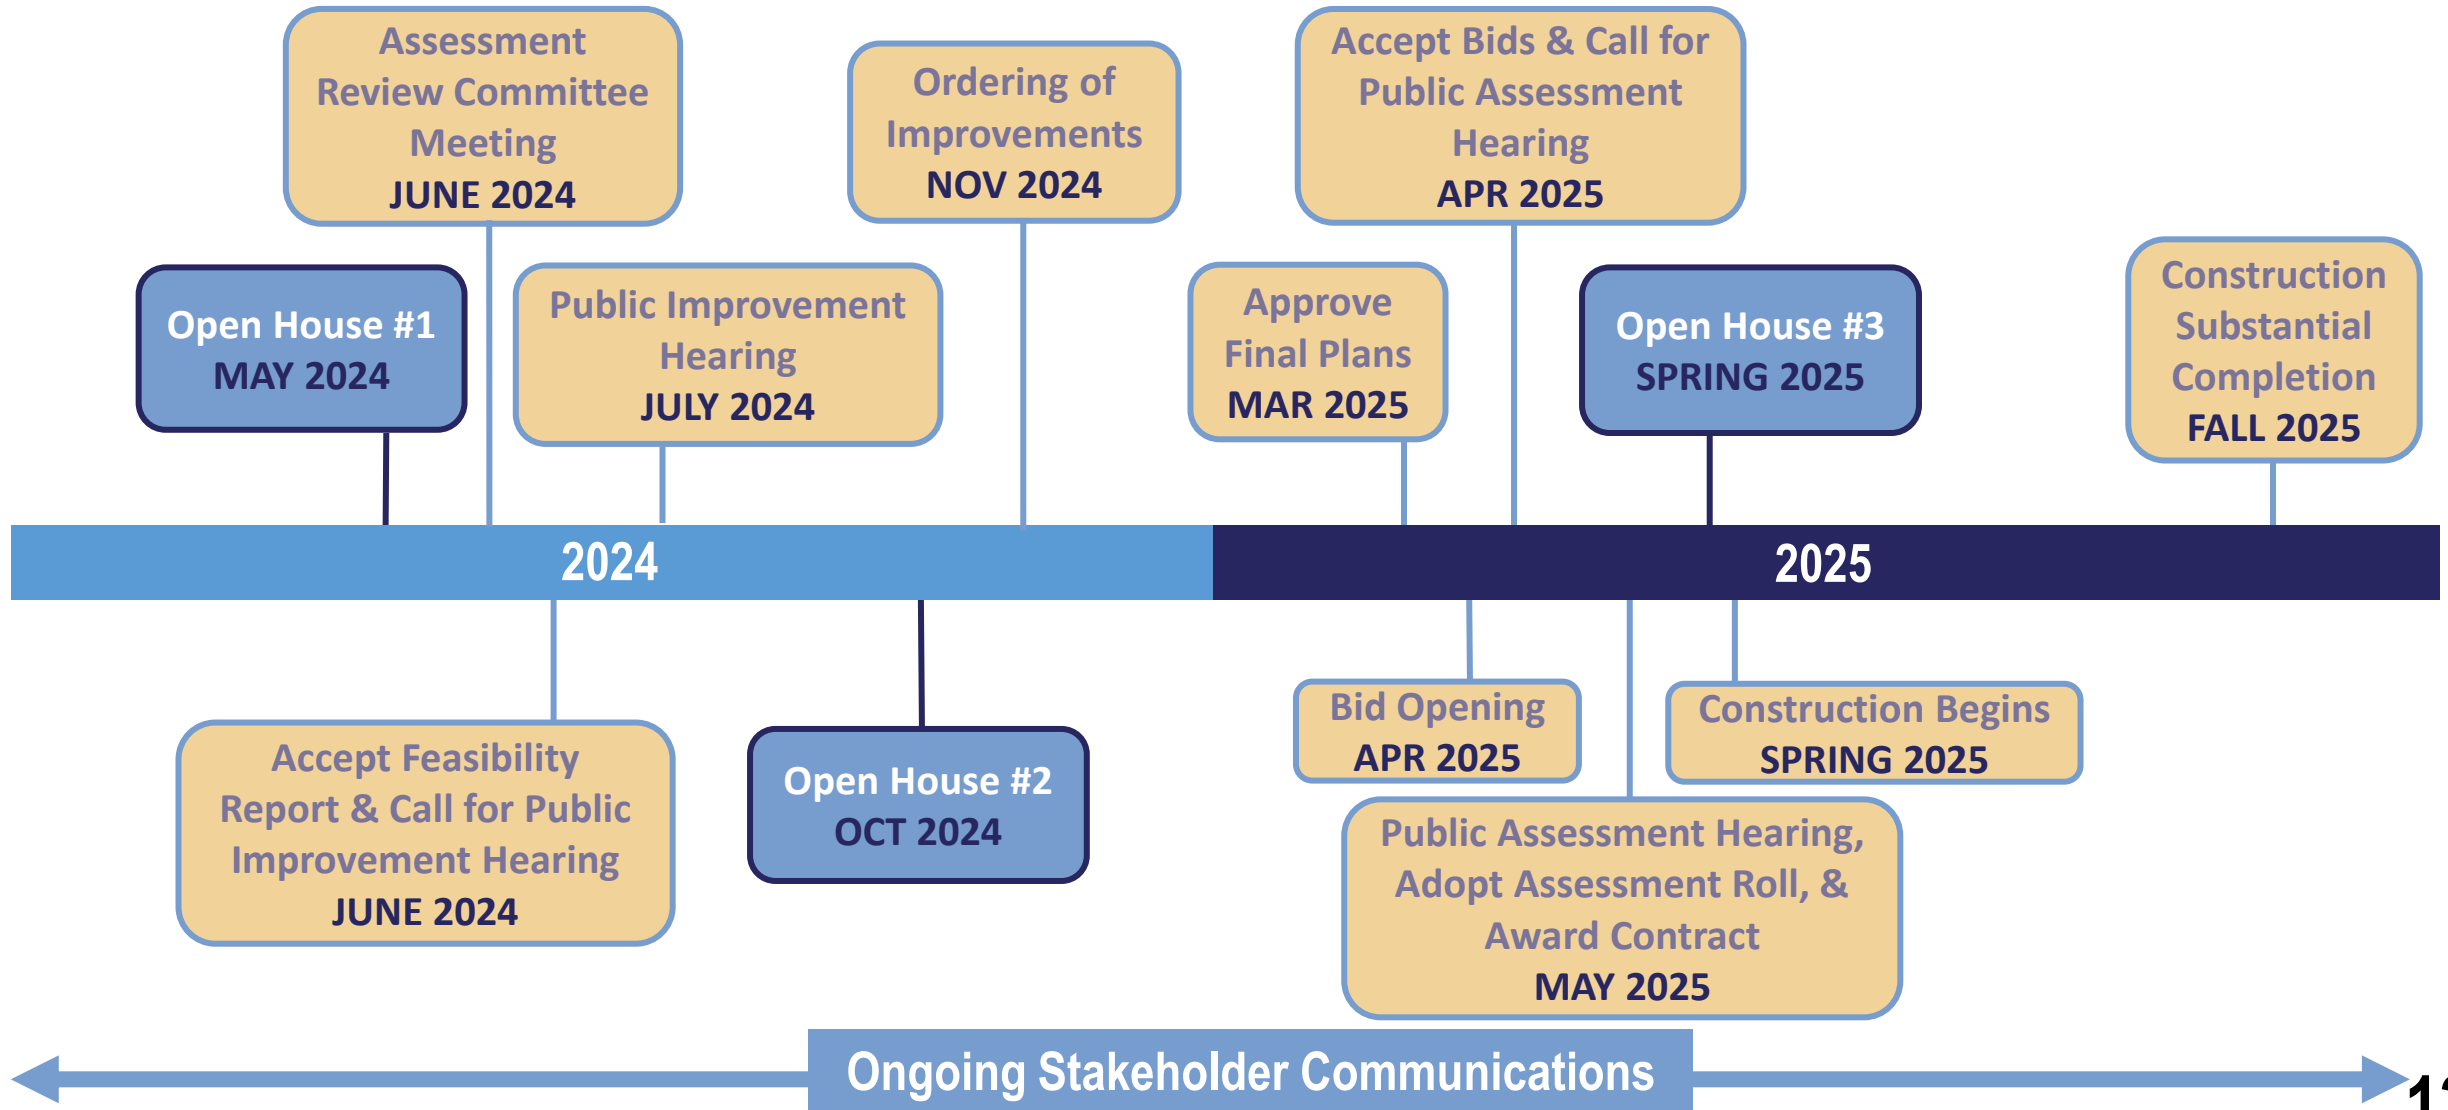 Assessment
Review Committee
Meeting
JUNE 2024
Ordering of
Improvements
NOV 2024
Accept Bids & Call for
Public Assessment
Hearing
APR 2025
Open House #1
MAY 2024
Public Improvement
Hearing
JULY 2024
Approve
Final Plans
MAR 2025
Open House #3
SPRING 2025
Construction
Substantial
Completion
FALL 2025
2024
2025
Accept Feasibility
Report & Call for Public
Improvement Hearing
JUNE 2024
Open House #2
OCT 2024
Bid Opening
APR 2025
Construction Begins
SPRING 2025
Public Assessment Hearing,
Adopt Assessment Roll, &
Award Contract
MAY 2025
Ongoing Stakeholder Communications